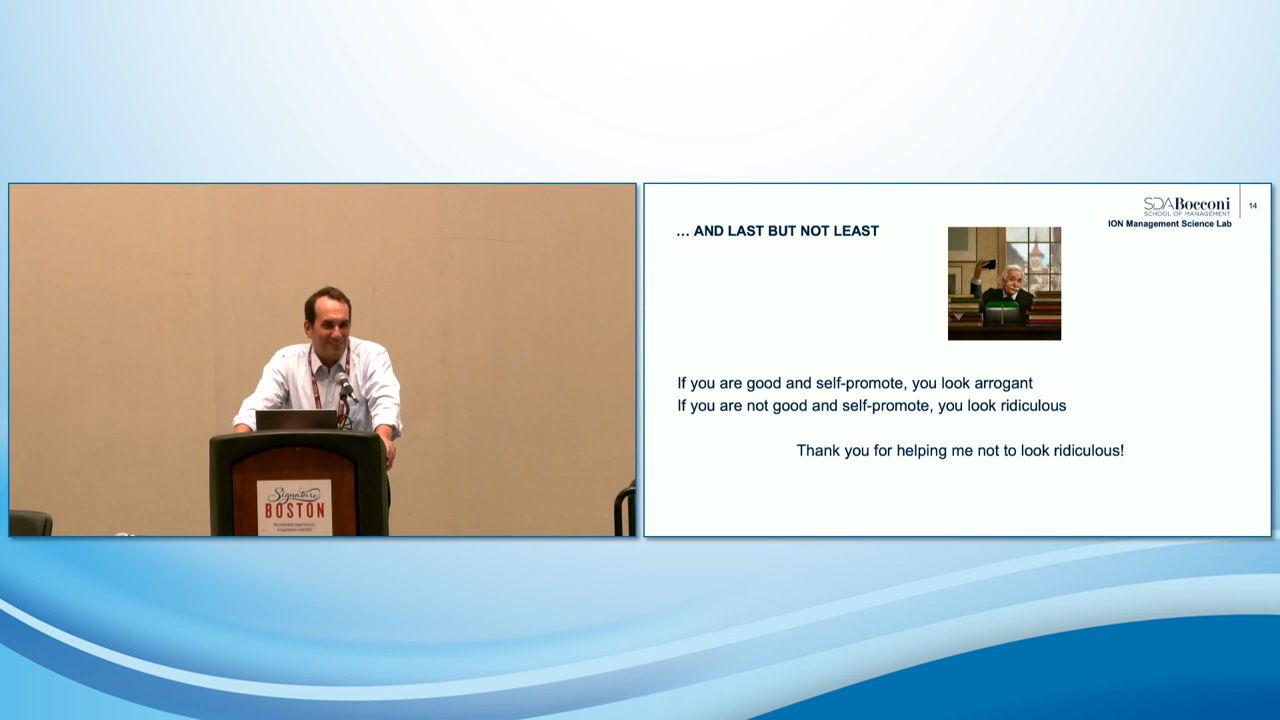 Signature
BOSTON
SDA Bocconi
SCHOOL OF MANAGEMENT
ION Management Science Lab
14
... AND LAST BUT NOT LEAST
If you are good and self-promote, you look arrogant
If you are not good and self-promote, you look ridiculous
Thank you for helping me not to look ridiculous!